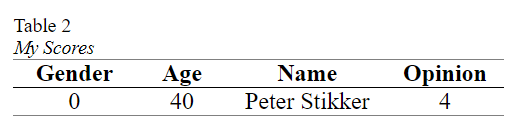 Table 2
My Scores
Gender Age Name Opinion
0 40 Peter Stikker 4